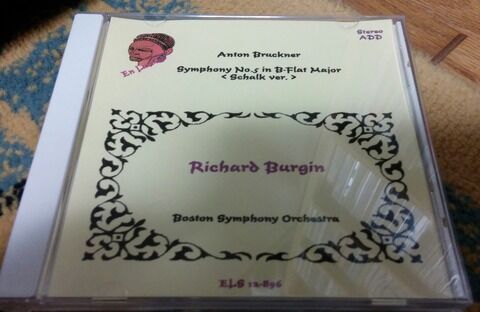 En L
Stereo
ADD
Anton Bruckner
Symphony No.5 in B-Flat Major
< Schalk ver. >
Richard Burgin
Boston Symphony Orchestra
ELS 12-896